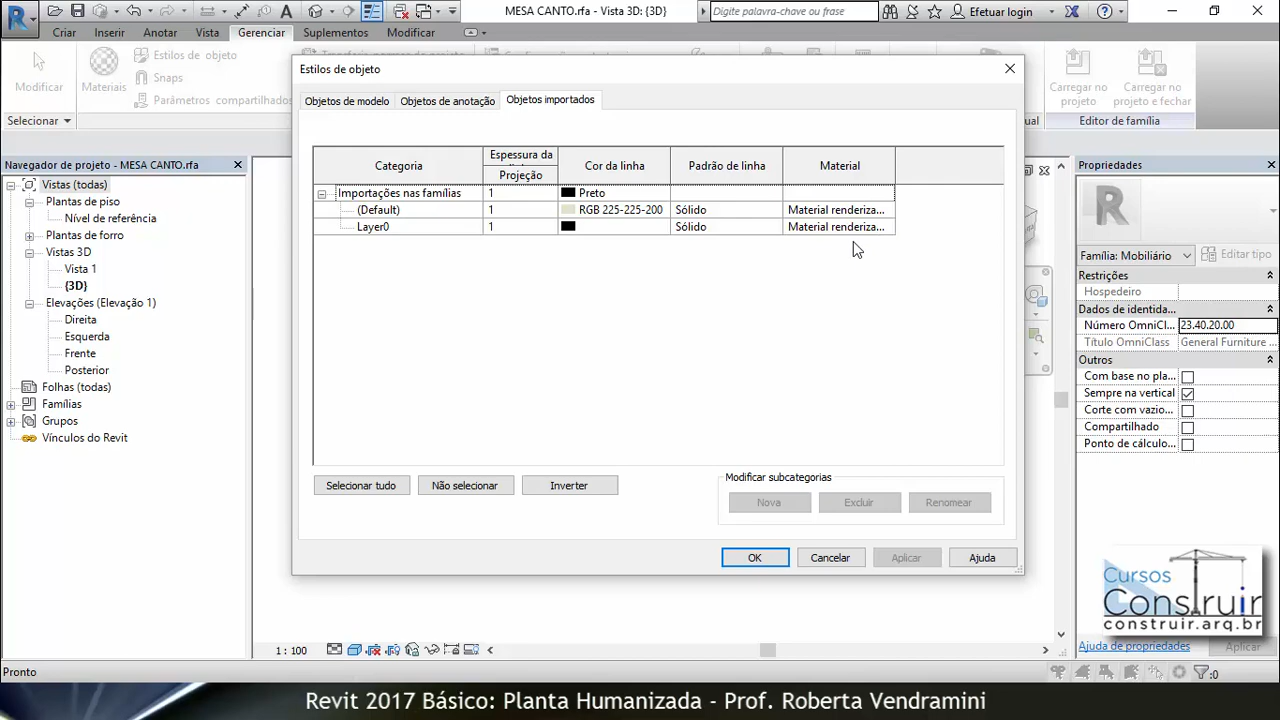 MESA CANTO.rfa - Vista 3D: {3D}
Digite palavra-chave ou frase
Efetuar login
Criar Inserir Anotar Vista Gerenciar Suplementos Modificar
Modificar
Materiais
Estilos de objeto
Snaps
Parâmetros compartilhados
Carregar no projeto
Carregar no projeto e fechar
Selecionar
Editor de família
Navegador de projeto - MESA CANTO.rfa
Vistas (todas)
Plantas de piso
Nível de referência
Plantas de forro
Vistas 3D
Vista 1
{3D}
Elevações (Elevação 1)
Direita
Esquerda
Frente
Posterior
Folhas (todas)
Famílias
Grupos
Vínculos do Revit
Estilos de objeto
Objetos de modelo Objetos de anotação Objetos importados
Categoria Espessura da Cor da linha Padrão de linha Material
Projeção
Importações nas famílias 1 Preto
(Default) 1 RGB 225-225-200 Sólido Material renderiza...
Layer0 1 Sólido Material renderiza...
Selecionar tudo Não selecionar Inverter
Modificar subcategorias
Nova Excluir Renomear
OK Cancelar Aplicar Ajuda
Propriedades
Família: Mobiliário Editar tipo
Restrições
Hospedeiro
Dados de identida...
Número OmniCl... 23.40.20.00
Título OmniClass General Furniture ...
Outros
Com base no pla...
Sempre na vertical
Corte com vazio...
Compartilhado
Ponto de cálculo...
Ajuda de propriedades Aplicar
Cursos
Construir
construir.arq.br
1 : 100
Pronto
:0
Revit 2017 Básico: Planta Humanizada - Prof. Roberta Vendramini